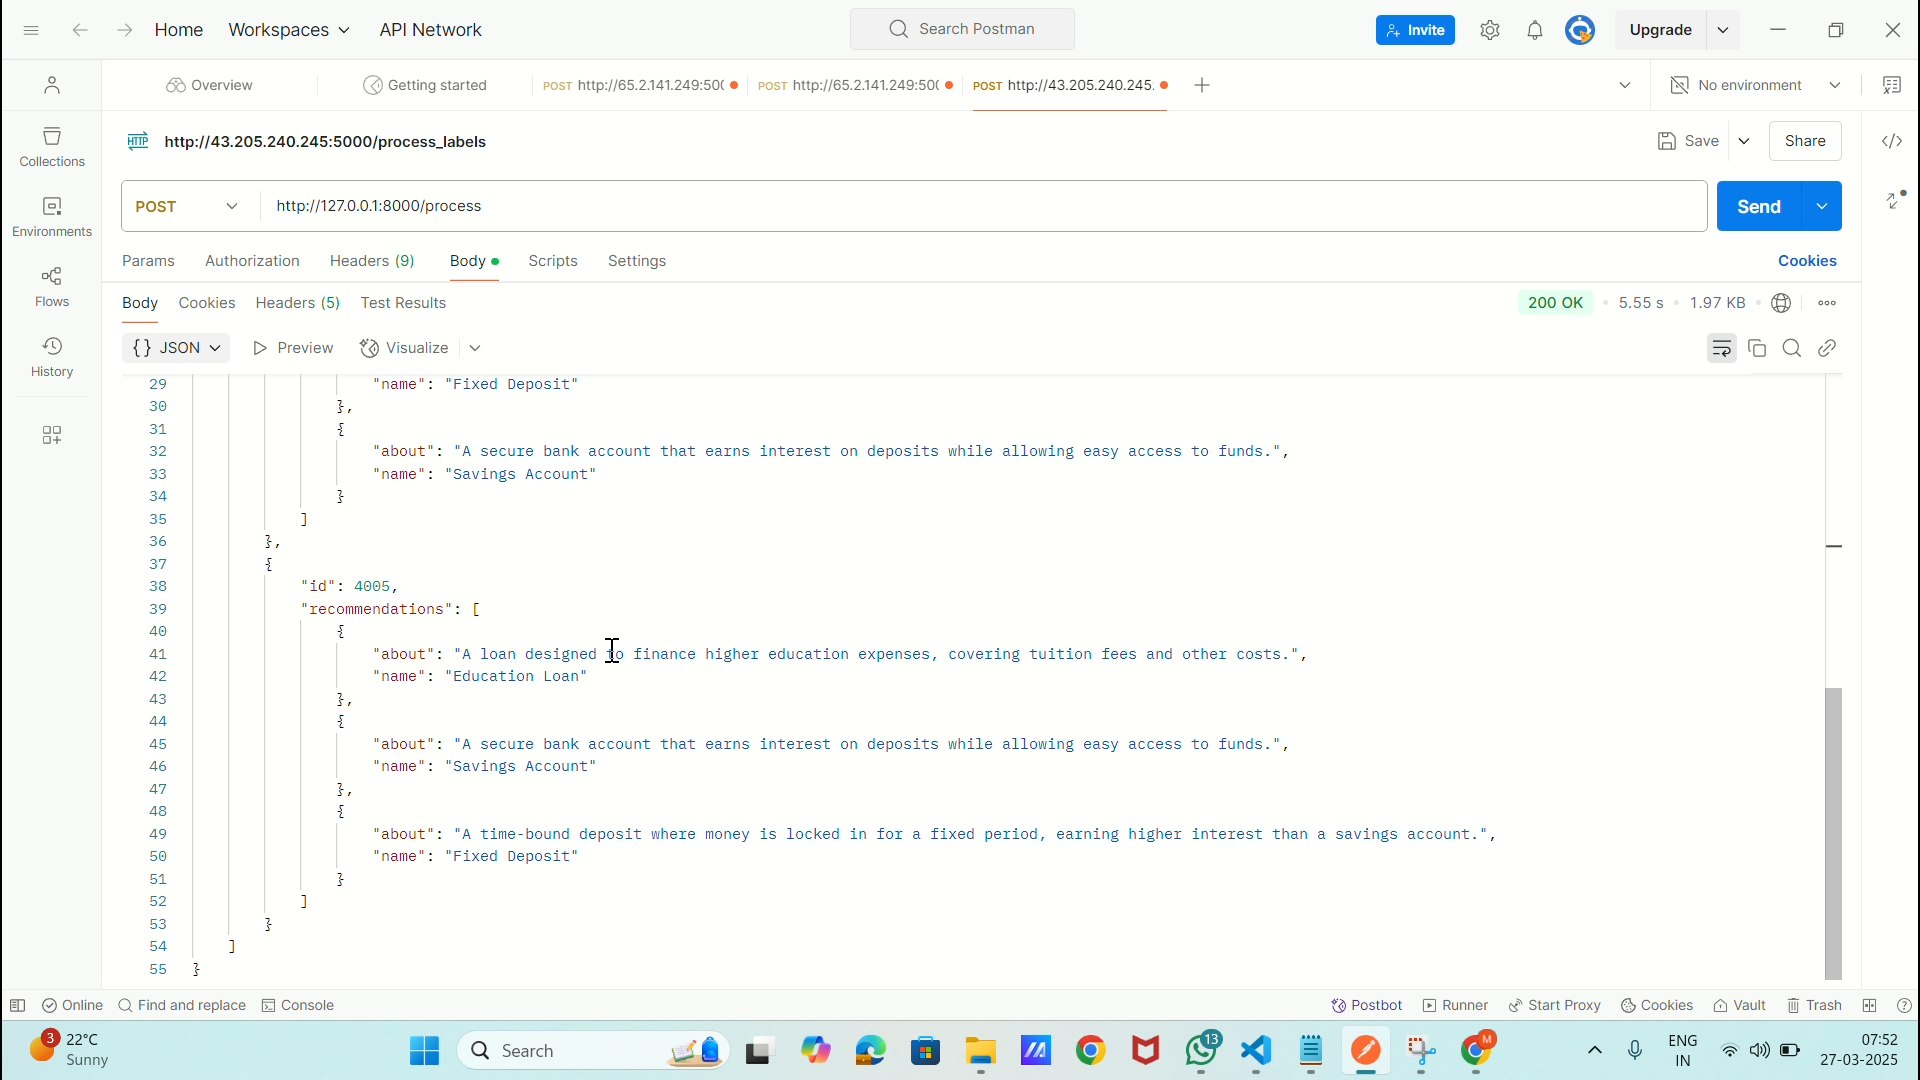 Home Workspaces API Network Search Postman Invite Upgrade
Overview Getting started POST http://65.2.141.249:500 POST http://65.2.141.249:500 POST http://43.205.240.245: No environment
HTTP http://43.205.240.245:5000/process_labels Save Share
Collections
POST http://127.0.0.1:8000/process Send
Environments
Params Authorization Headers (9) Body Scripts Settings Cookies
Flows
Body Cookies Headers (5) Test Results 200 OK 5.55 s 1.97 KB
{} JSON Preview Visualize
History
29 "name": "Fixed Deposit"
30 },
31 {
32 "about": "A secure bank account that earns interest on deposits while allowing easy access to funds.",
33 "name": "Savings Account"
34 }
35 ]
36 },
37 {
38 "id": 4005,
39 "recommendations": [
40 {
41 "about": "A loan designed to finance higher education expenses, covering tuition fees and other costs.",
42 "name": "Education Loan"
43 },
44 {
45 "about": "A secure bank account that earns interest on deposits while allowing easy access to funds.",
46 "name": "Savings Account"
47 },
48 {
49 "about": "A time-bound deposit where money is locked in for a fixed period, earning higher interest than a savings account.",
50 "name": "Fixed Deposit"
51 }
52 ]
53 }
54 ]
55 }
Online Find and replace Console Postbot Runner Start Proxy Cookies Vault Trash
3 22°C Sunny
Search
13
M
ENG IN
07:52
27-03-2025